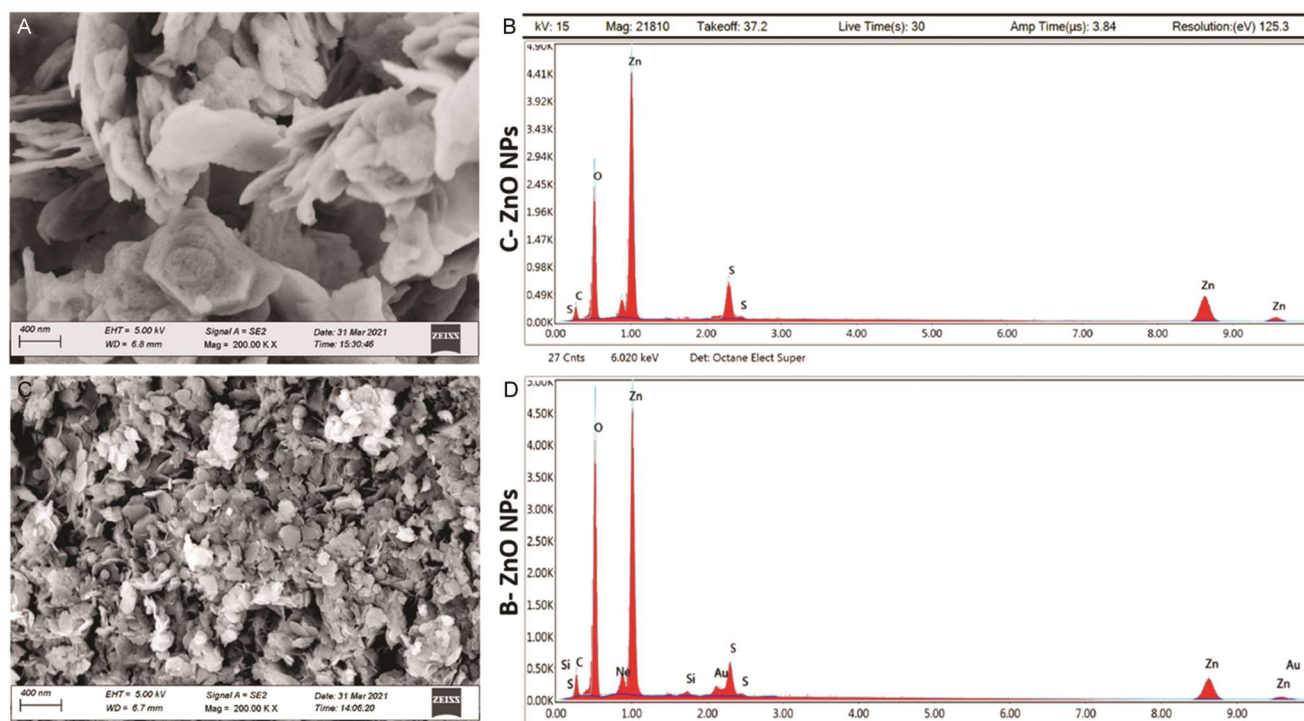 A
400 nm EHT = 5.00 kV Signal A = SE2 Date: 31 Mar 2021
WD = 6.8 mm Mag = 200.00 K X Time: 15:30:46
ZEISS
B
kV: 15 Mag: 21810 Takeoff: 37.2 Live Time(s): 30 Amp Time(µs): 3.84 Resolution:(eV) 125.3
C- ZnO NPs
4.90K
4.41K
3.92K
3.43K
2.94K
2.45K
1.96K
1.47K
0.98K
0.49K
0.00K
S
C
O
Zn
S
S
Zn
Zn
0.00 1.00 2.00 3.00 4.00 5.00 6.00 7.00 8.00 9.00
27 Cnts 6.020 keV Det: Octane Elect Super
C
400 nm EHT = 5.00 kV Signal A = SE2 Date: 31 Mar 2021
WD = 6.7 mm Mag = 200.00 K X Time: 14:06:20
ZEISS
D
B- ZnO NPs
5.00K
4.50K
4.00K
3.50K
3.00K
2.50K
2.00K
1.50K
1.00K
0.50K
0.00K
Si
S
C
O
Ne
Zn
Si
Au
S
S
Zn
Au
Zn
0.00 1.00 2.00 3.00 4.00 5.00 6.00 7.00 8.00 9.00